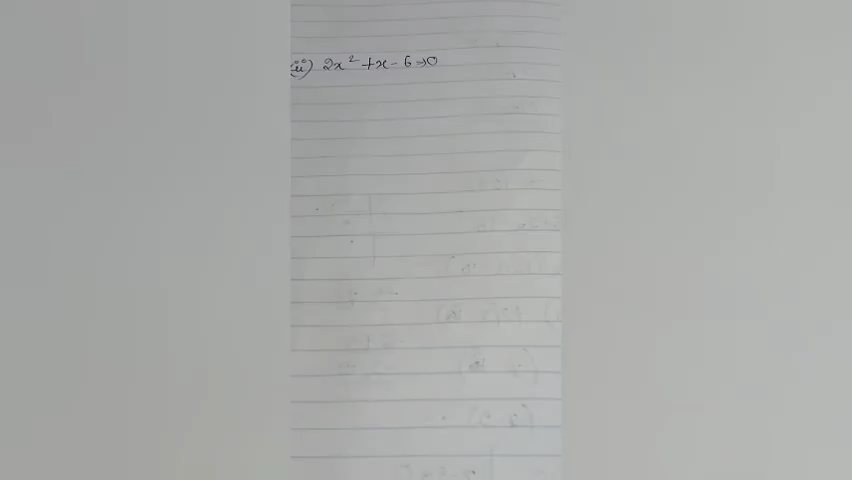 (ii) 2x² + x - 6 → 0